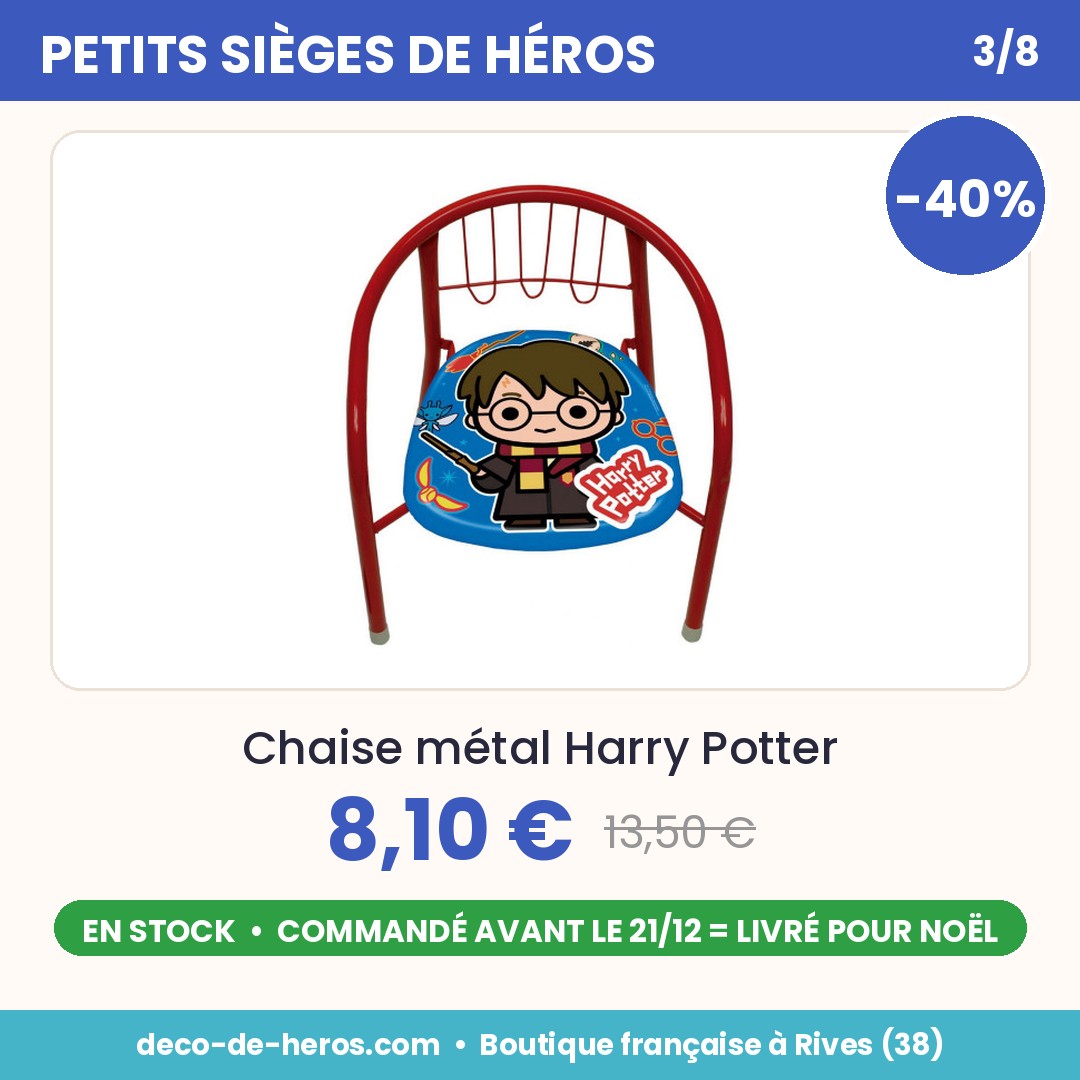 PETITS SIÈGES DE HÉROS
3/8
-40%
Harry
Potter
Chaise métal Harry Potter
8,10 € 13,50 €
EN STOCK • COMMANDÉ AVANT LE 21/12 = LIVRÉ POUR NOËL
deco-de-heros.com • Boutique française à Rives (38)